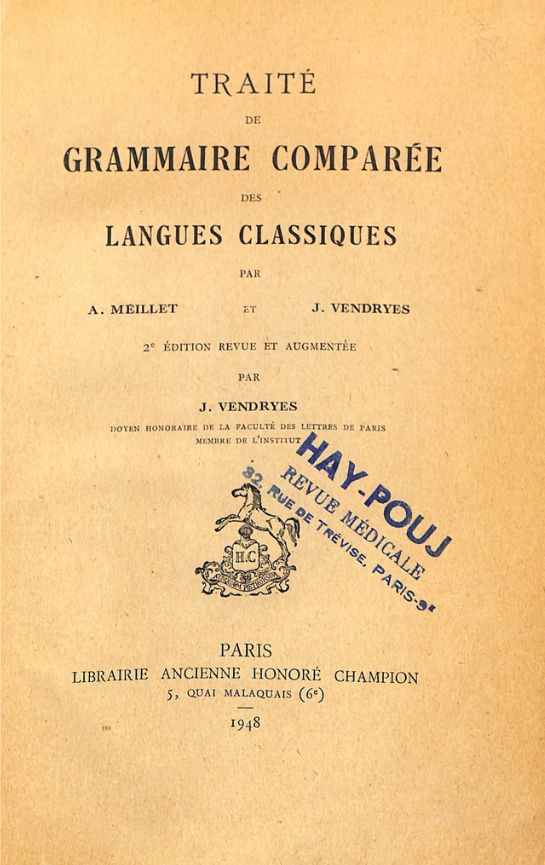 TRAITÉ
DE
GRAMMAIRE COMPARÉE
DES
LANGUES CLASSIQUES
PAR
A. MEILLET ET J. VENDRYES
2e ÉDITION REVUE ET AUGMENTÉE
PAR
J. VENDRYES
DOYEN HONORAIRE DE LA FACULTÉ DES LETTRES DE PARIS
MEMBRE DE L'INSTITUT
HAY-POUJ
REVUE MÉDICALE
32, RUE DE TRÉVISE, PARIS-9e
H.C
PARIS
LIBRAIRIE ANCIENNE HONORÉ CHAMPION
5, QUAI MALAQUAIS (6e)
1948